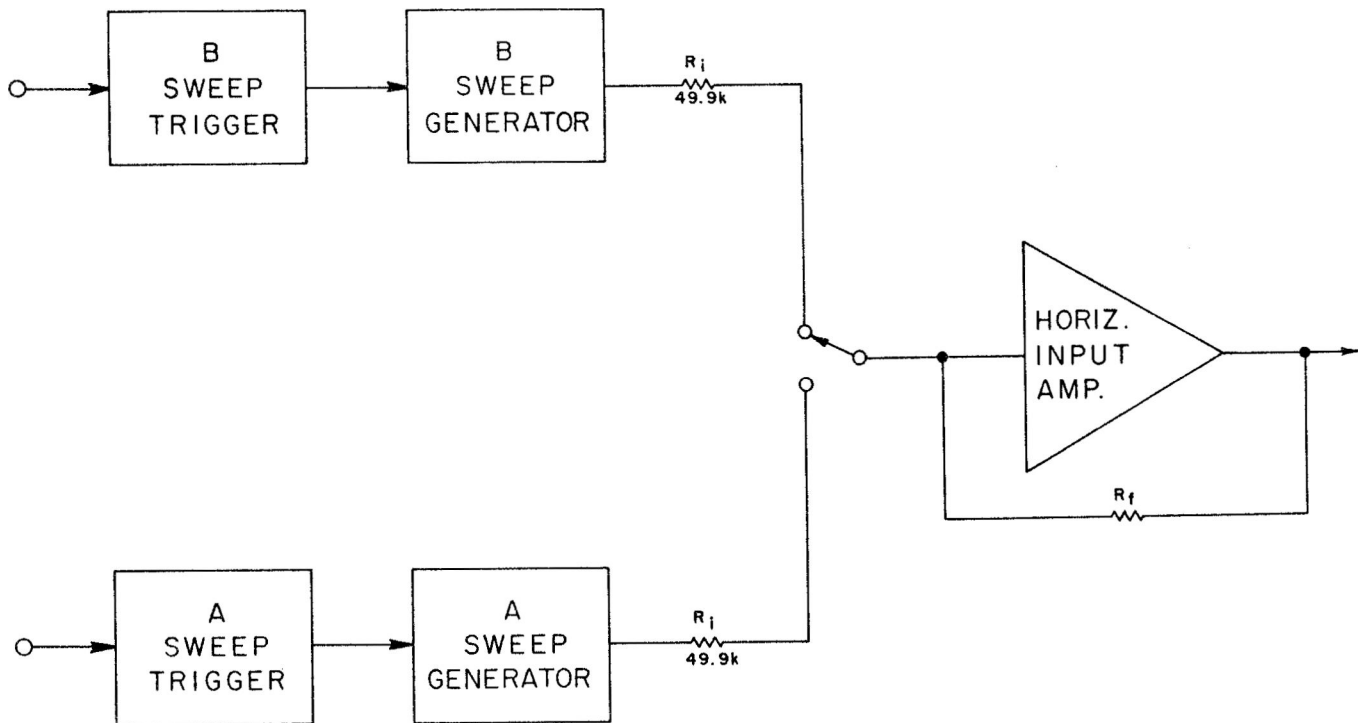 B
SWEEP
TRIGGER
B
SWEEP
GENERATOR
Ri
49.9k
HORIZ.
INPUT
AMP.
Rf
A
SWEEP
TRIGGER
A
SWEEP
GENERATOR
Ri
49.9k